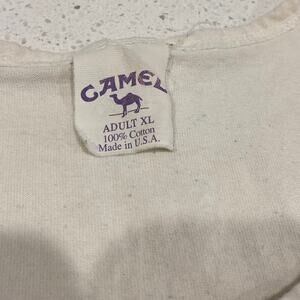 CAMEL
ADULT XL
100% Cotton
Made in U.S.A.